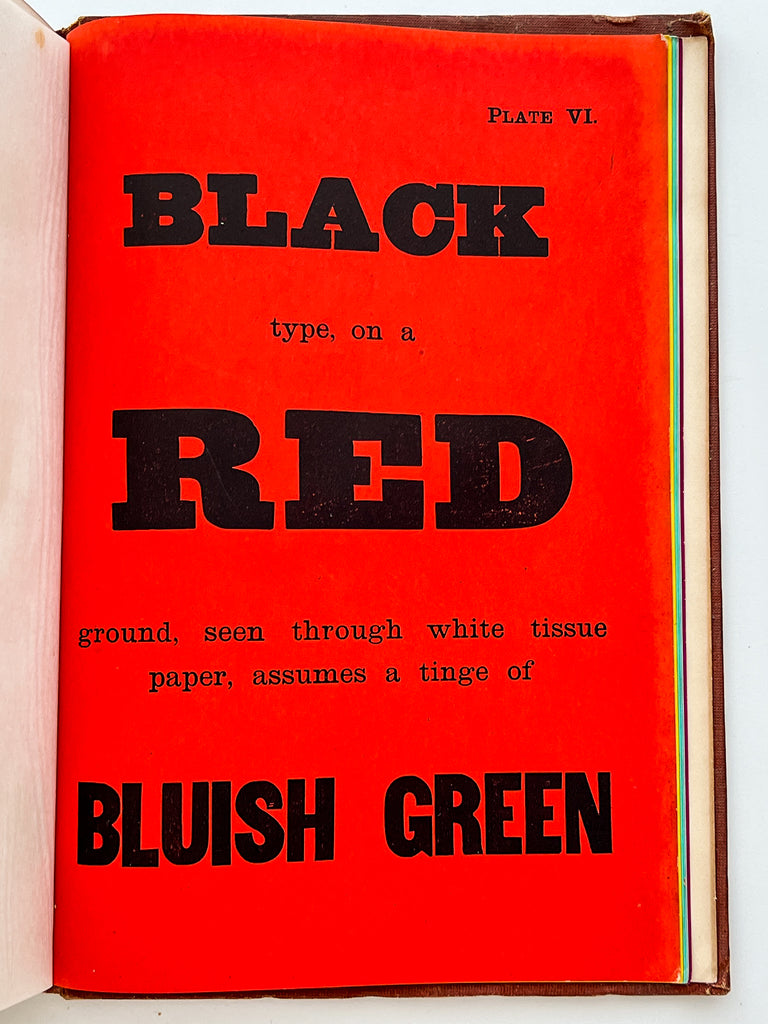 PLATE VI.
BLACK
type, on a
RED
ground, seen through white tissue
paper, assumes a tinge of
BLUISH GREEN